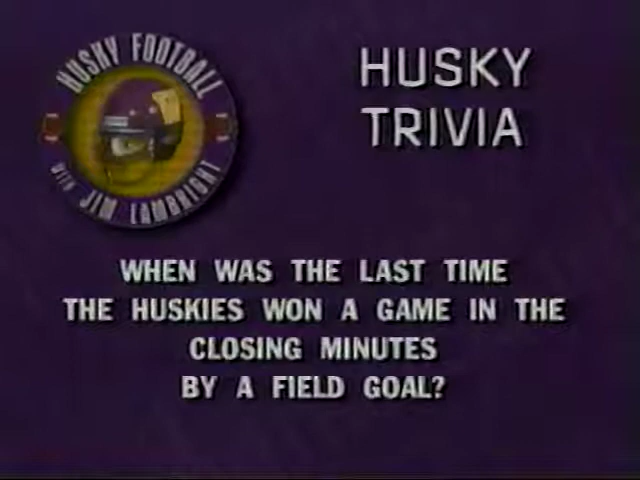 HUSKY FOOTBALL
WITH JIM LAMBRIGHT
HUSKY
TRIVIA
WHEN WAS THE LAST TIME
THE HUSKIES WON A GAME IN THE
CLOSING MINUTES
BY A FIELD GOAL?